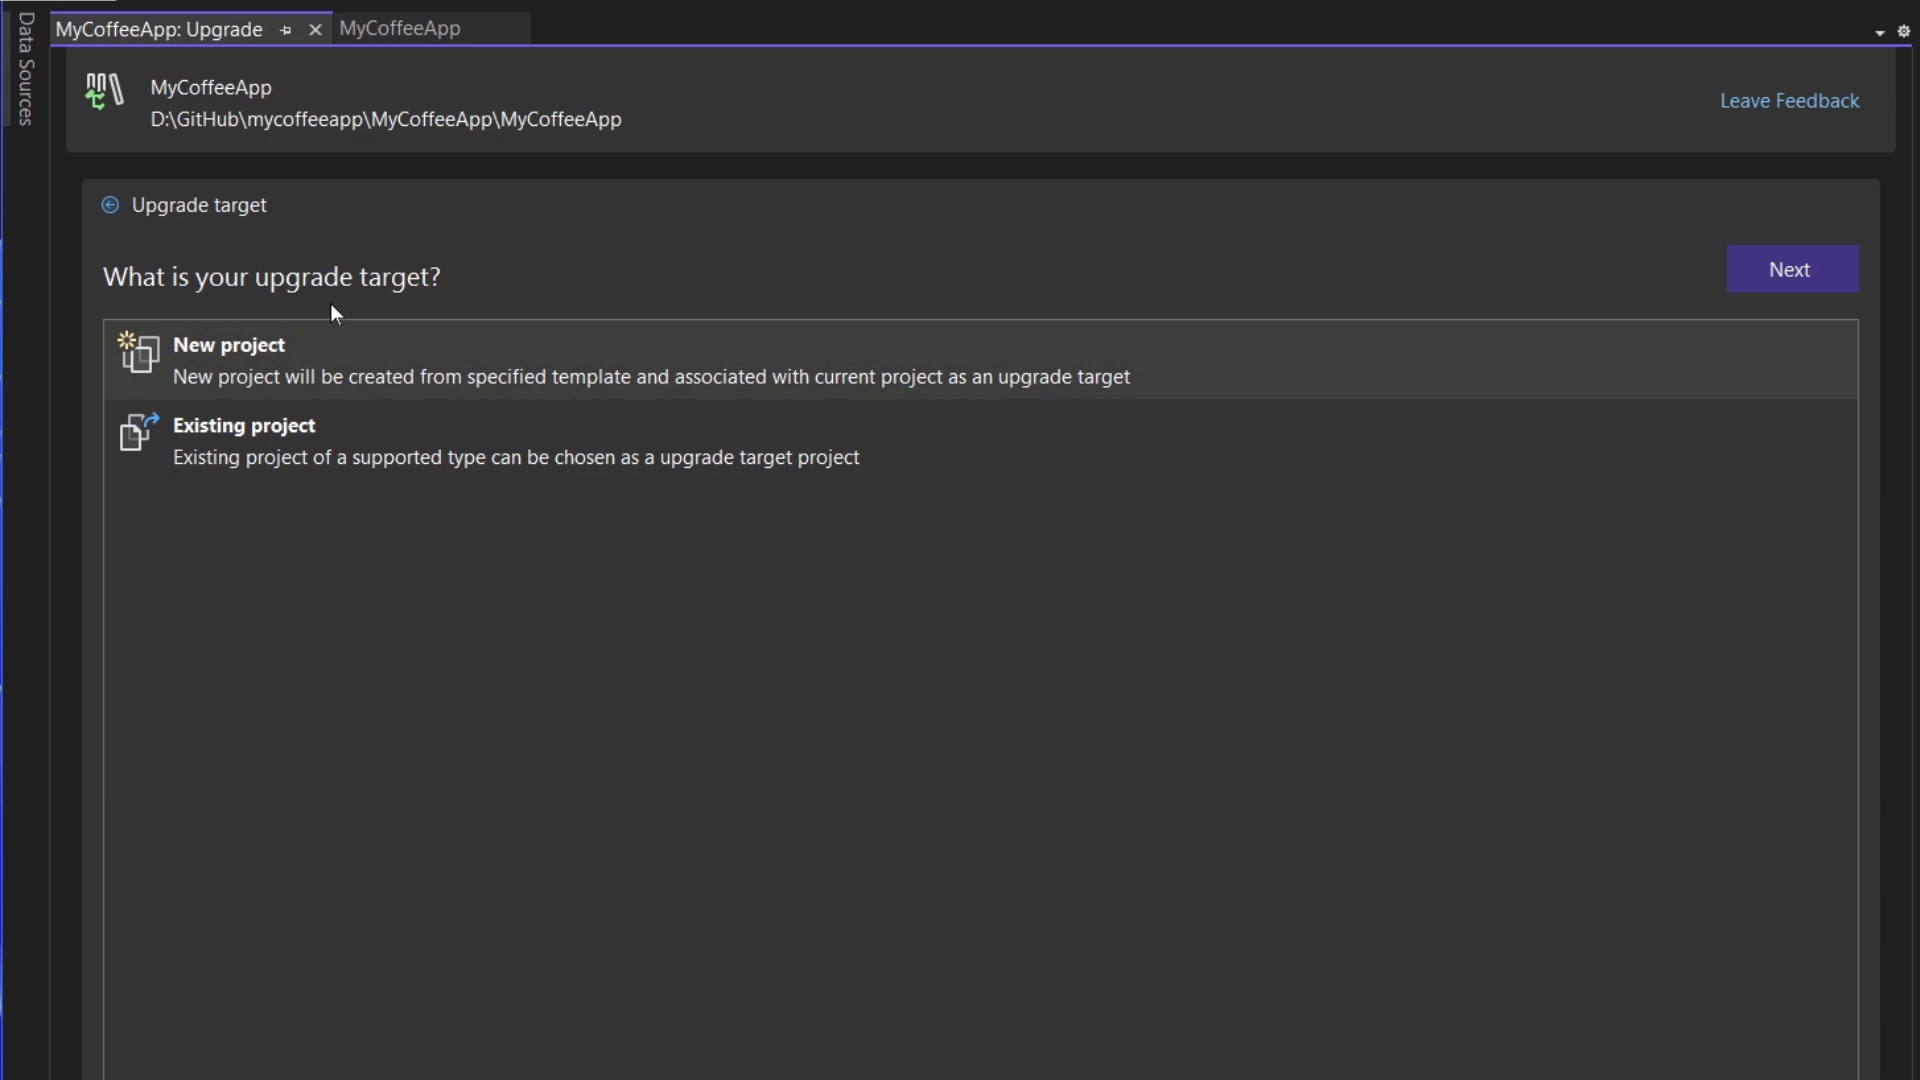 Data Sources
MyCoffeeApp: Upgrade
MyCoffeeApp
MyCoffeeApp
D:\GitHub\mycoffeeapp\MyCoffeeApp\MyCoffeeApp
Leave Feedback
Upgrade target
What is your upgrade target?
Next
New project
New project will be created from specified template and associated with current project as an upgrade target
Existing project
Existing project of a supported type can be chosen as a upgrade target project